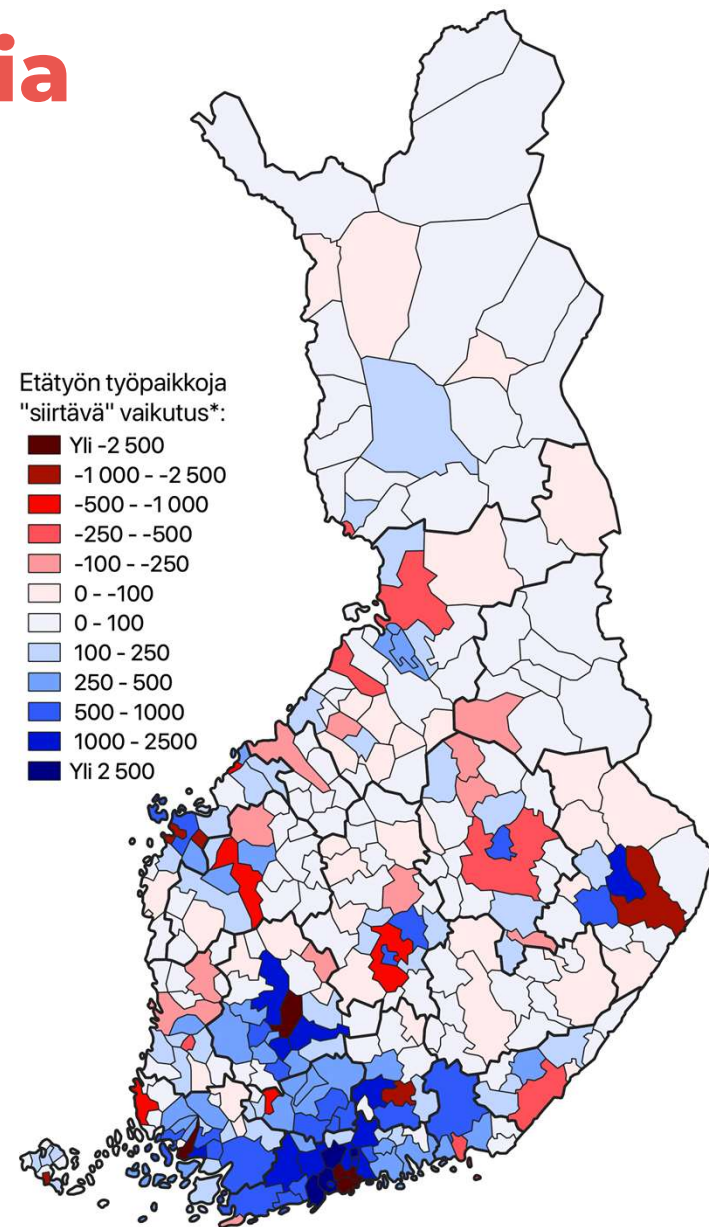 ia
Etätyön työpaikkoja
"siirtävä" vaikutus*:
Yli -2 500
-1 000 - -2 500
-500 - -1 000
-250 - -500
-100 - -250
0 - -100
0 - 100
100 - 250
250 - 500
500 - 1000
1000 - 2500
Yli 2 500